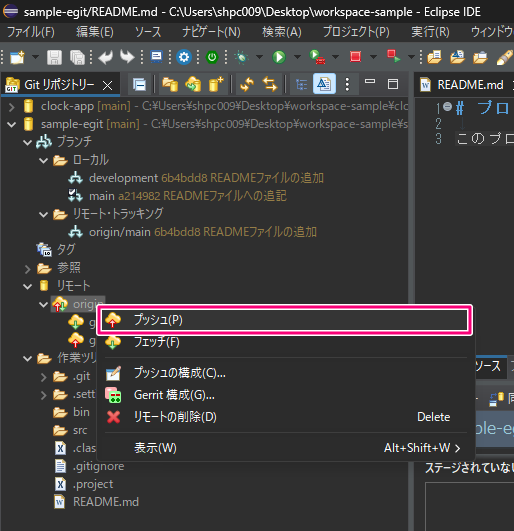 sample-egit/README.md - C:¥Users¥shpc009¥Desktop¥workspace-sample - Eclipse IDE
ファイル(F) 編集(E) ソース ナビゲート(N) 検索(A) プロジェクト(P) 実行(R) ウィンド
Git リポジトリー
README.md
clock-app [main] - C:¥Users¥shpc009¥Desktop¥workspace-sample¥clo
sample-egit [main] - C:¥Users¥shpc009¥Desktop¥workspace-sample¥s
ブランチ
ローカル
development 6b4bdd8 READMEファイルの追加
main a214982 READMEファイルへの追記
リモート・トラッキング
origin/main 6b4bdd8 READMEファイルの追加
タグ
参照
リモート
origin
プッシュ(P)
フェッチ(F)
プッシュの構成(C)...
Gerrit 構成(G)...
リモートの削除(D) Delete
表示(W) Alt+Shift+W
作業ツリ
.git
.sett
bin
src
.clas
.gitignore
.project
README.md
1 # プロ
2
3 このプロ
ソース
ple-eg
ステージされていない